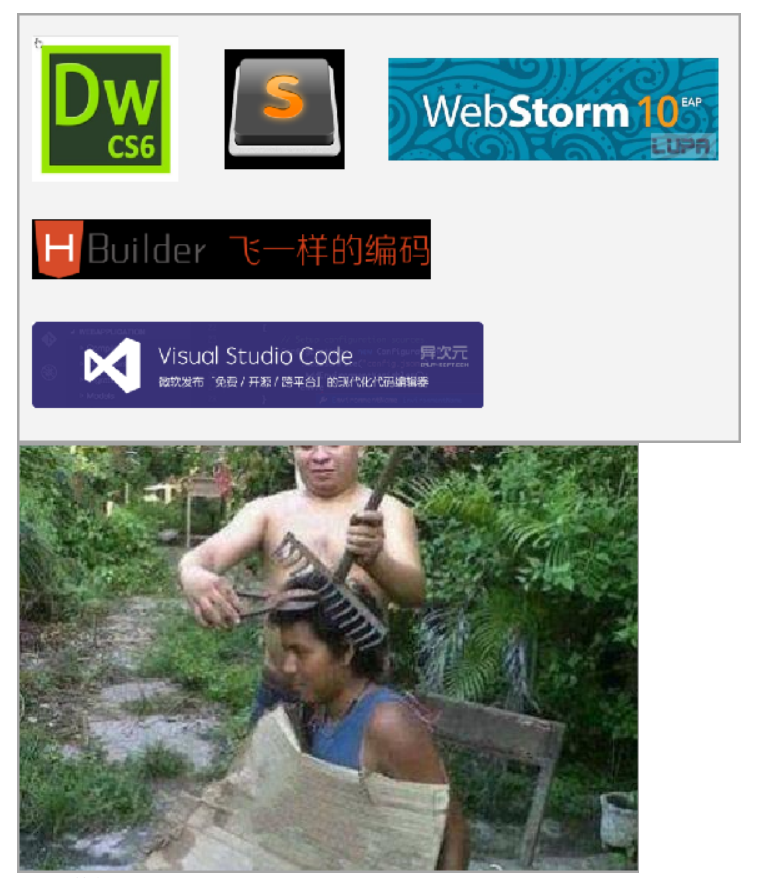 Dw
CS6
S
WebStorm 10 EAP
LUPA
H Builder 飞一样的编码
Visual Studio Code
异次元
微软发布「免费 / 开源 / 跨平台」的现代化代码编辑器